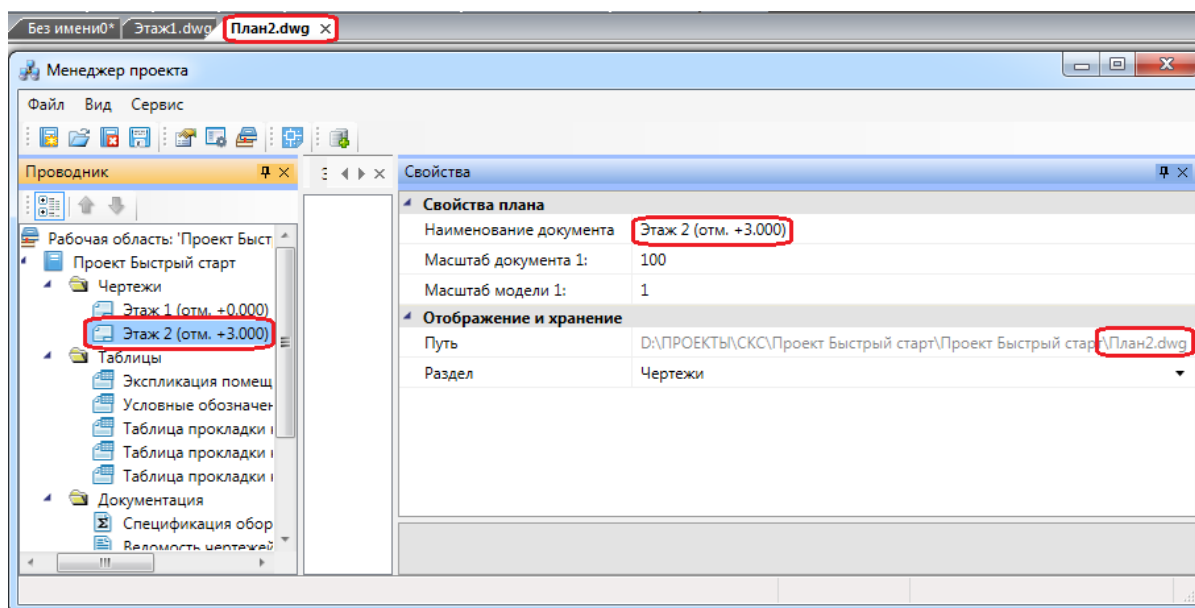 Без имени0* Этаж1.dwg План2.dwg
Менеджер проекта
Файл Вид Сервис
Проводник
Свойства
Рабочая область: 'Проект Быст
Проект Быстрый старт
Чертежи
Этаж 1 (отм. +0.000)
Этаж 2 (отм. +3.000)
Таблицы
Экспликация помещ
Условные обозначен
Таблица прокладки
Таблица прокладки
Таблица прокладки
Документация
Спецификация обор
Ведомость чертежей
Свойства плана
Наименование документа Этаж 2 (отм. +3.000)
Масштаб документа 1: 100
Масштаб модели 1: 1
Отображение и хранение
Путь D:\ПРОЕКТЫ\СКС\Проект Быстрый старт\Проект Быстрый старт\План2.dwg
Раздел Чертежи